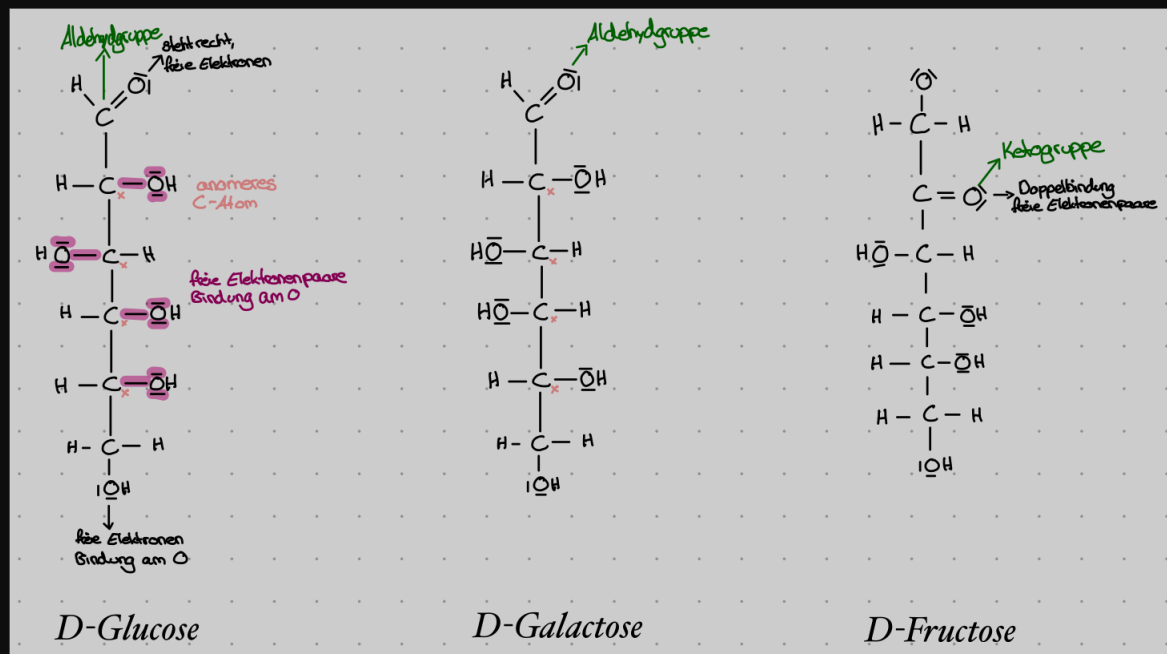 Aldehydgruppe
steht recht,
freie Elektronen
H O
C
H – C – OH
anomeres
C-Atom
HO – C – H
freie Elektronenpaare
Bindung am O
H – C – OH
H – C – OH
H – C – H
OH
freie Elektronen
Bindung am O
D-Glucose
Aldehydgruppe
H O
C
H – C – OH
HO – C – H
HO – C – H
H – C – OH
H – C – H
OH
D-Galactose
O
H – C – H
Ketogruppe
C = O
Doppelbindung
freie Elektronenpaare
HO – C – H
H – C – OH
H – C – OH
H – C – H
OH
D-Fructose